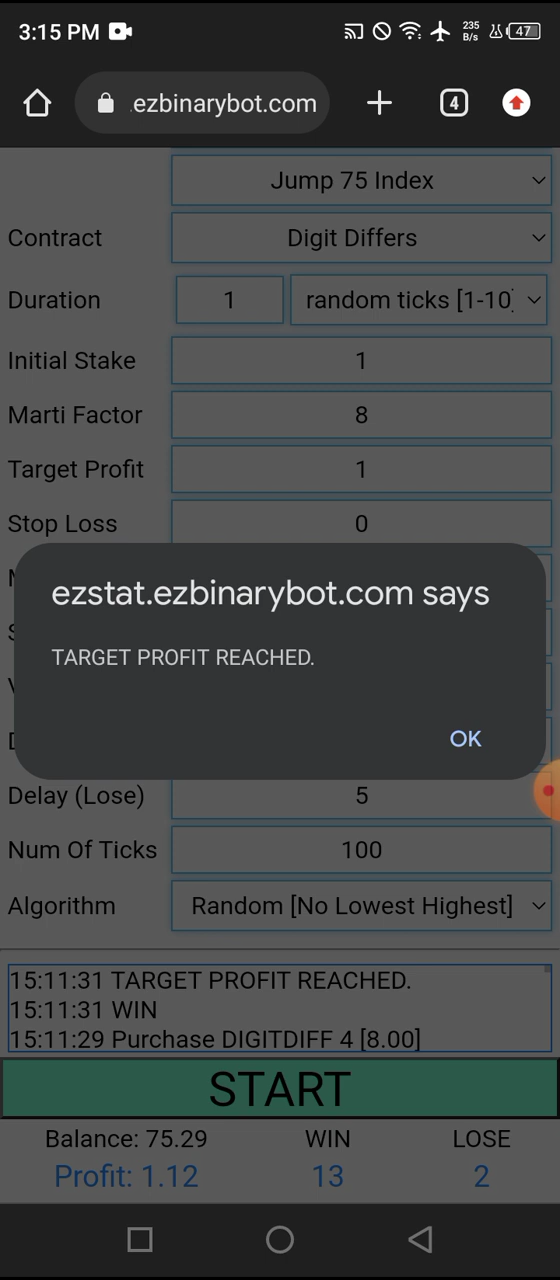 3:15 PM
235 B/s
47
.ezbinarybot.com
4
Jump 75 Index
Contract Digit Differs
Duration 1 random ticks [1-10]
Initial Stake 1
Marti Factor 8
Target Profit 1
Stop Loss 0
M
S
V
D
ezstat.ezbinarybot.com says
TARGET PROFIT REACHED.
OK
Delay (Lose) 5
Num Of Ticks 100
Algorithm Random [No Lowest Highest]
15:11:31 TARGET PROFIT REACHED.
15:11:31 WIN
15:11:29 Purchase DIGITDIFF 4 [8.00]
START
Balance: 75.29 WIN LOSE
Profit: 1.12 13 2